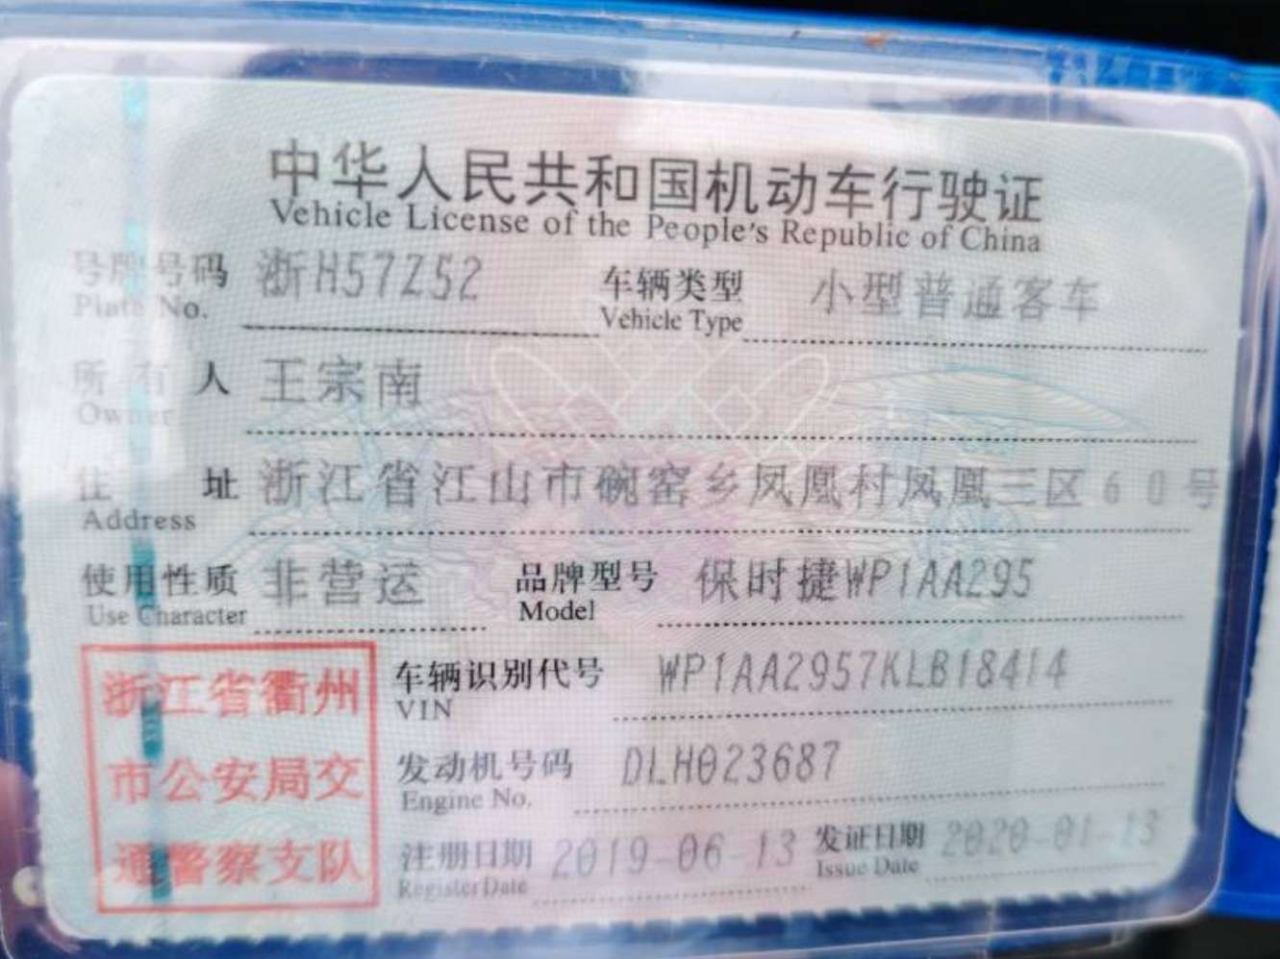 中华人民共和国机动车行驶证
Vehicle License of the People's Republic of China
号牌号码 浙H57Z52 车辆类型 小型普通客车
Plate No. Vehicle Type
所有人 王宗南
Owner
住址 浙江省江山市碗窑乡凤凰村凤凰三区60号
Address
使用性质 非营运 品牌型号 保时捷WP1AA295
Use Character Model
浙江省衢州
市公安局交
通警察支队
车辆识别代号 WP1AA2957KLB18414
VIN
发动机号码 DLH023687
Engine No.
注册日期 2019-06-13 发证日期 2020-01-13
Register Date Issue Date